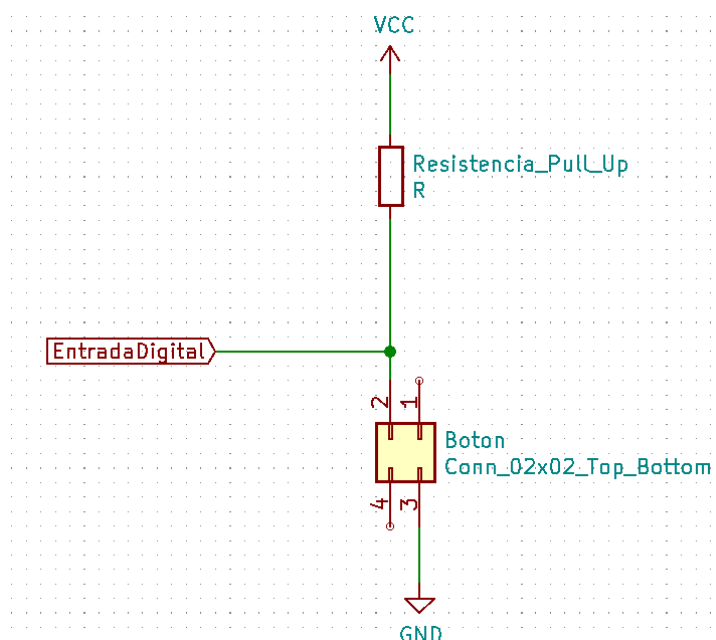 VCC
Resistencia_Pull_Up
R
EntradaDigital
2 1
Boton
Conn_02x02_Top_Bottom
4 3
GND